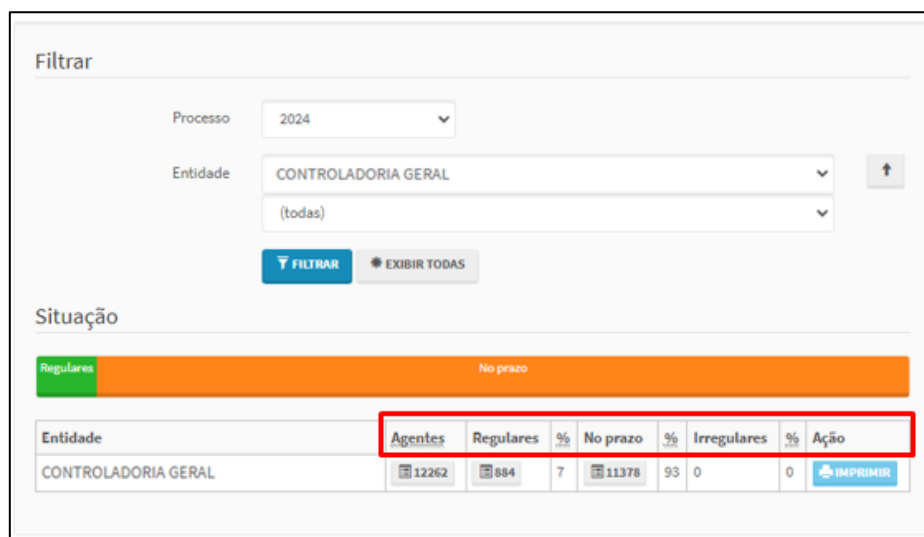 Filtrar
Processo 2024
Entidade CONTROLADORIA GERAL
(todas)
FILTRAR EXIBIR TODAS
Situação
Regulares No prazo
Entidade Agentes Regulares % No prazo % Irregulares % Ação
CONTROLADORIA GERAL 12262 884 7 11378 93 0 0 IMPRIMIR